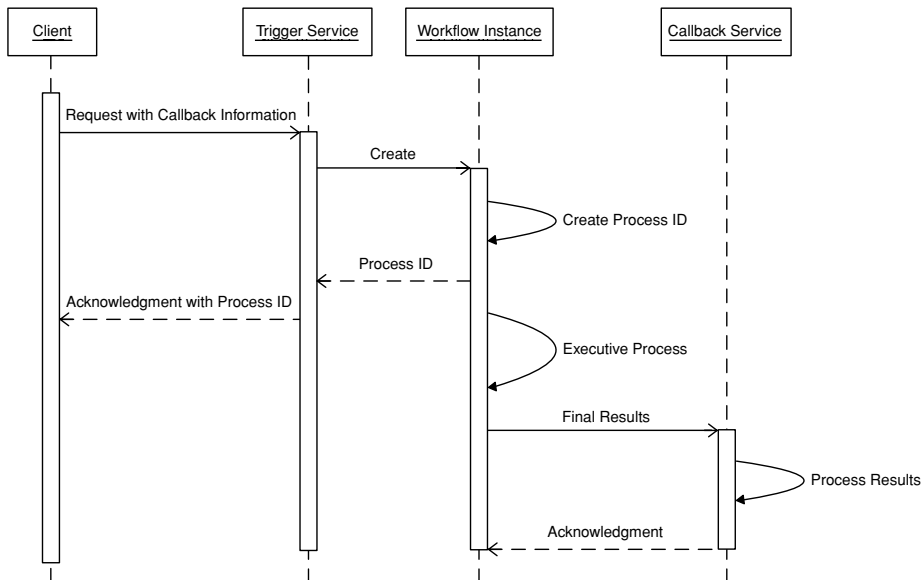 Client
Trigger Service
Workflow Instance
Callback Service
Request with Callback Information
Create
Create Process ID
Process ID
Acknowledgment with Process ID
Executive Process
Final Results
Process Results
Acknowledgment